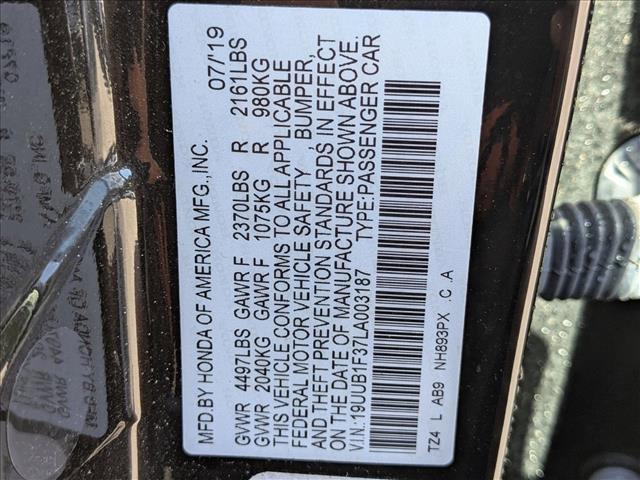 MFD.BY HONDA OF AMERICA MFG.,INC. 07/19
GVWR 4497LBS GAWR F 2370LBS R 2161LBS
GVWR 2040KG GAWR F 1075KG R 980KG
THIS VEHICLE CONFORMS TO ALL APPLICABLE
FEDERAL MOTOR VEHICLE SAFETY BUMPER,
AND THEFT PREVENTION STANDARDS IN EFFECT
ON THE DATE OF MANUFACTURE SHOWN ABOVE.
V.I.N.:19UUB1F37LA003187 TYPE:PASSENGER CAR
TZ4 L AB9 NH893PX .C .A